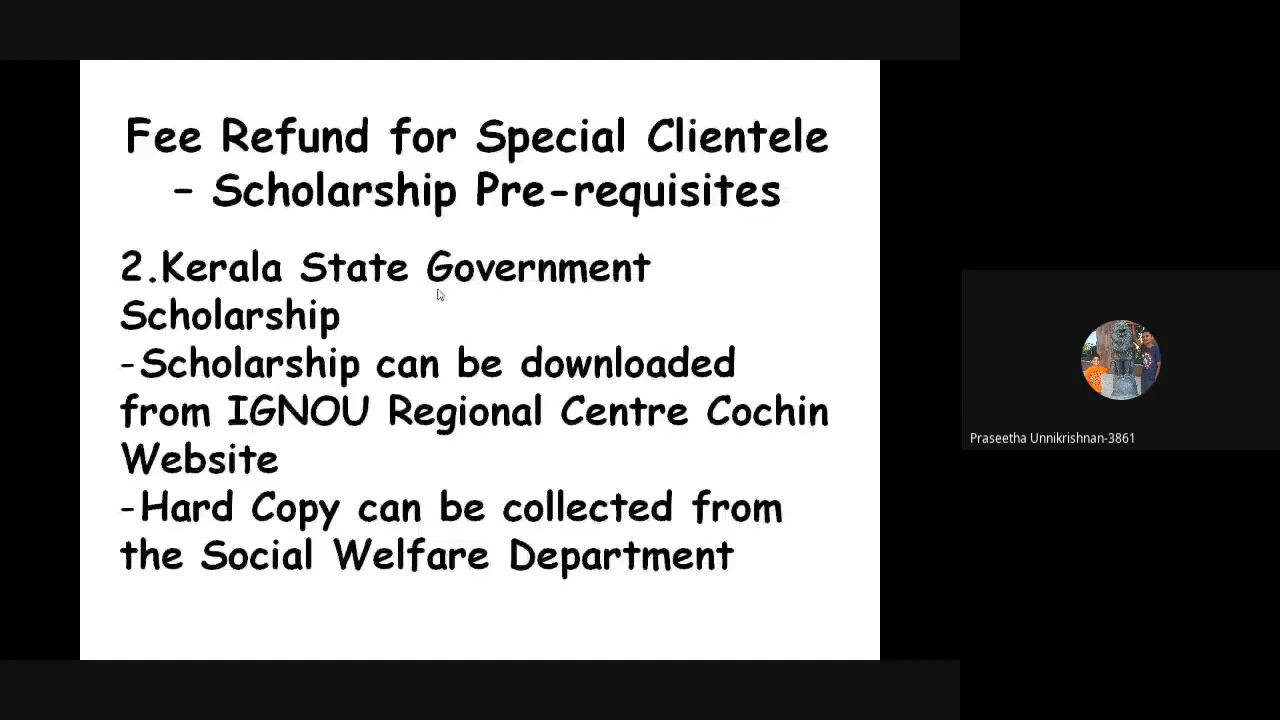 Fee Refund for Special Clientele
- Scholarship Pre-requisites
2.Kerala State Government
Scholarship
-Scholarship can be downloaded
from IGNOU Regional Centre Cochin
Website
-Hard Copy can be collected from
the Social Welfare Department
Praseetha Unnikrishnan-3861